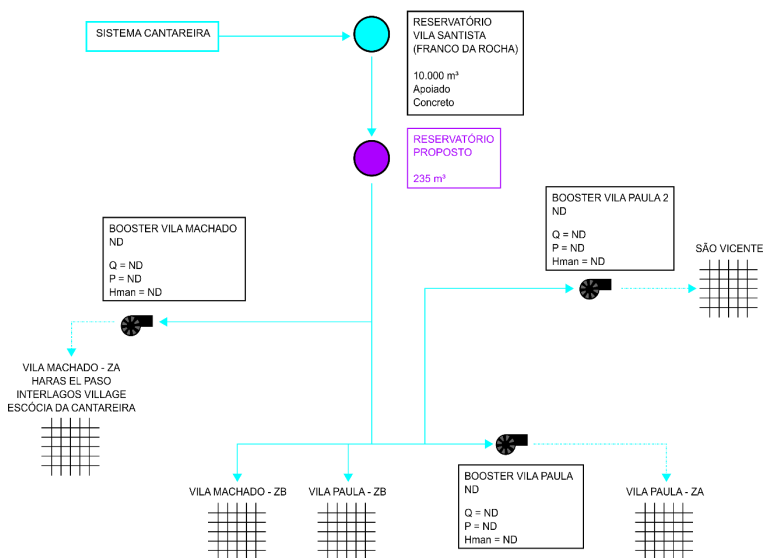 SISTEMA CANTAREIRA
RESERVATÓRIO
VILA SANTISTA
(FRANCO DA ROCHA)
10.000 m³
Apoiado
Concreto
RESERVATÓRIO
PROPOSTO
235 m³
BOOSTER VILA MACHADO
ND
Q = ND
P = ND
Hman = ND
BOOSTER VILA PAULA 2
ND
Q = ND
P = ND
Hman = ND
SÃO VICENTE
VILA MACHADO - ZA
HARAS EL PASO
INTERLAGOS VILLAGE
ESCÓCIA DA CANTAREIRA
VILA MACHADO - ZB
VILA PAULA - ZB
BOOSTER VILA PAULA
ND
Q = ND
P = ND
Hman = ND
VILA PAULA - ZA